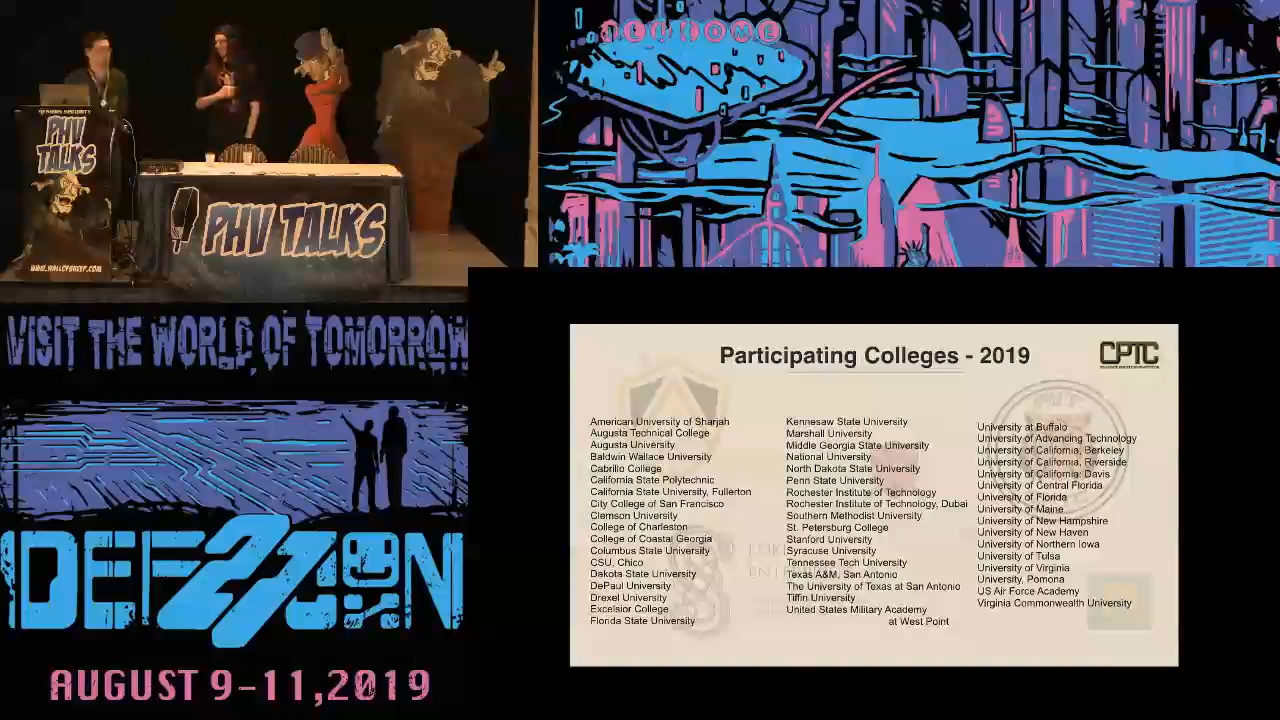 PHV
TALKS
WWW.WALLOFSHEEP.COM
PHV TALKS
WELCOME
VISIT THE WORLD OF TOMORROW
DEF CON
27
AUGUST 9-11,2019
Participating Colleges - 2019
CPTC
American University of Sharjah
Augusta Technical College
Augusta University
Baldwin Wallace University
Cabrillo College
California State Polytechnic
California State University, Fullerton
City College of San Francisco
Clemson University
College of Charleston
College of Coastal Georgia
Columbus State University
CSU, Chico
Dakota State University
DePaul University
Drexel University
Excelsior College
Florida State University
Kennesaw State University
Marshall University
Middle Georgia State University
National University
North Dakota State University
Penn State University
Rochester Institute of Technology
Rochester Institute of Technology, Dubai
Southern Methodist University
St. Petersburg College
Stanford University
Syracuse University
Tennessee Tech University
Texas A&M, San Antonio
The University of Texas at San Antonio
Tiffin University
United States Military Academy
at West Point
University at Buffalo
University of Advancing Technology
University of California, Berkeley
University of California, Riverside
University of California: Davis
University of Central Florida
University of Florida
University of Maine
University of New Hampshire
University of New Haven
University of Northern Iowa
University of Tulsa
University of Virginia
University, Pomona
US Air Force Academy
Virginia Commonwealth University